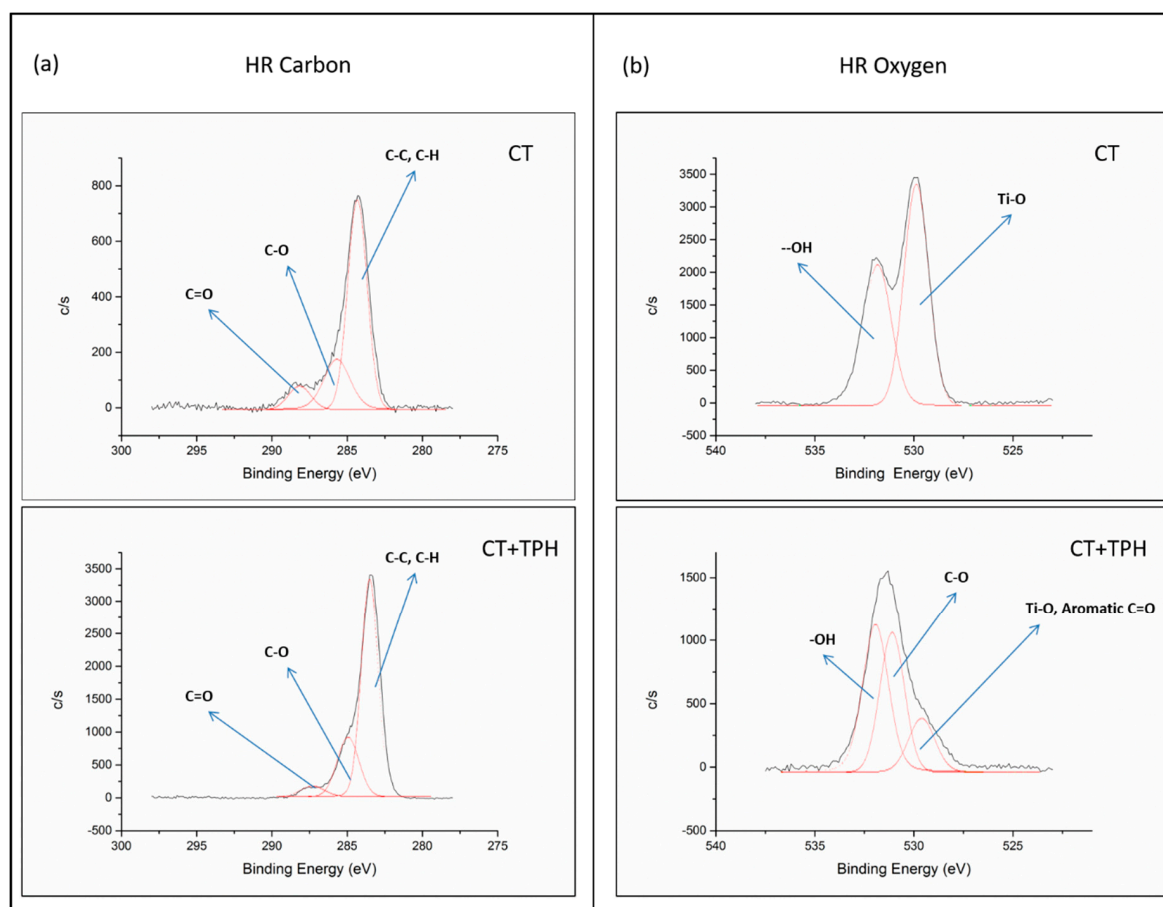 (a)
HR Carbon
CT
C-C, C-H
C-O
C=O
800
600
400
200
0
c/s
300
295
290
285
280
275
Binding Energy (eV)
CT+TPH
C-C, C-H
C-O
C=O
3500
3000
2500
2000
1500
1000
500
0
-500
c/s
300
295
290
285
280
275
Binding Energy (eV)
(b)
HR Oxygen
CT
Ti-O
--OH
3500
3000
2500
2000
1500
1000
500
0
-500
c/s
540
535
530
525
Binding Energy (eV)
CT+TPH
C-O
Ti-O, Aromatic C=O
-OH
1500
1000
500
0
-500
c/s
540
535
530
525
Binding Energy (eV)